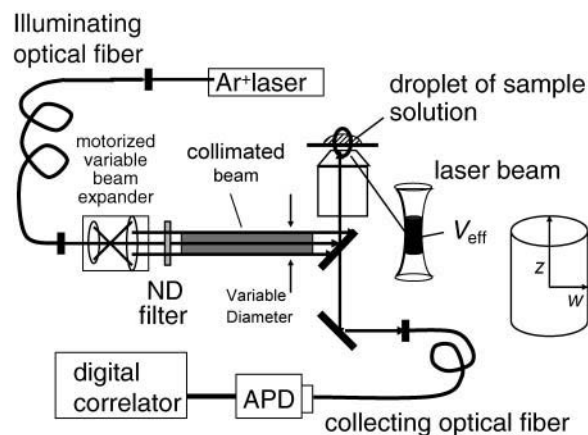 Illuminating
optical fiber
Ar+laser
droplet of sample
solution
motorized
variable
beam
expander
collimated
beam
laser beam
Veff
z
w
ND
filter
Variable
Diameter
digital
correlator
APD
collecting optical fiber